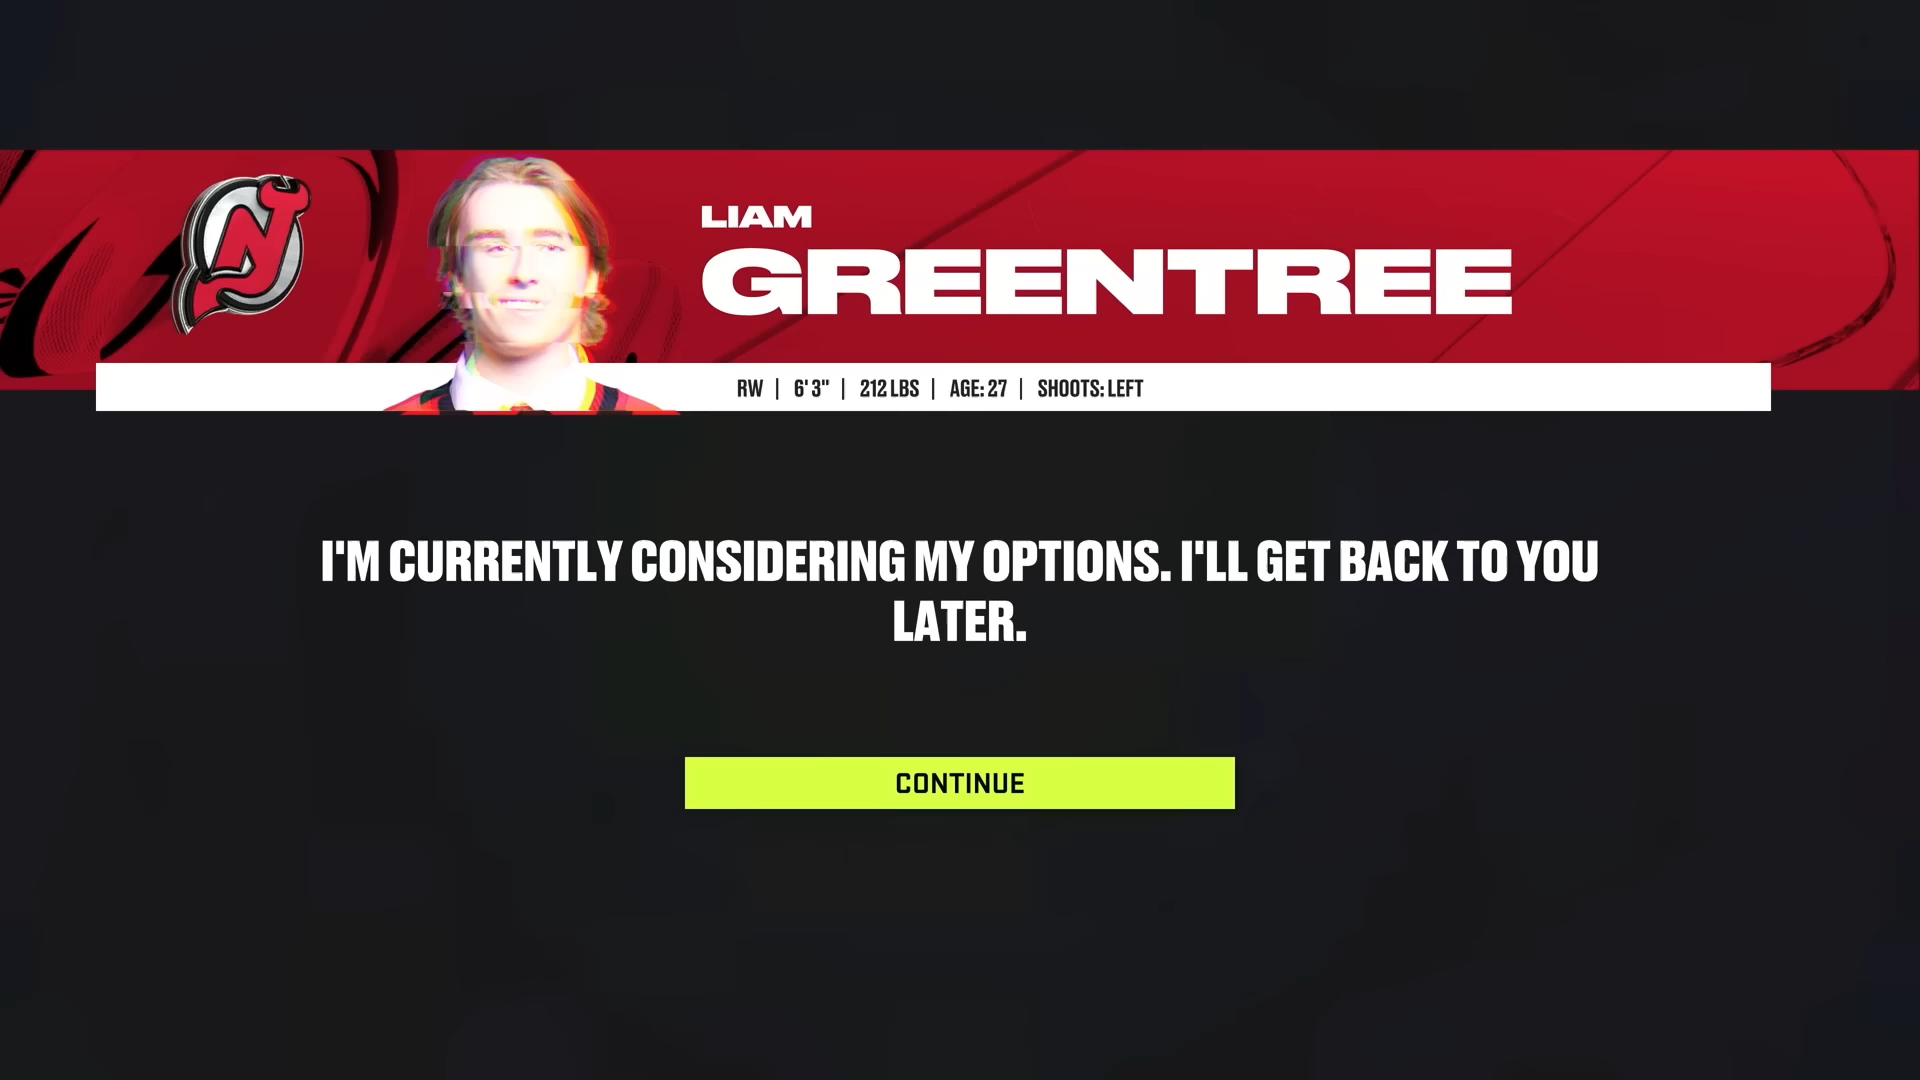 LIAM
GREENTREE
RW | 6' 3" | 212 LBS | AGE: 27 | SHOOTS: LEFT
I'M CURRENTLY CONSIDERING MY OPTIONS. I'LL GET BACK TO YOU
LATER.
CONTINUE